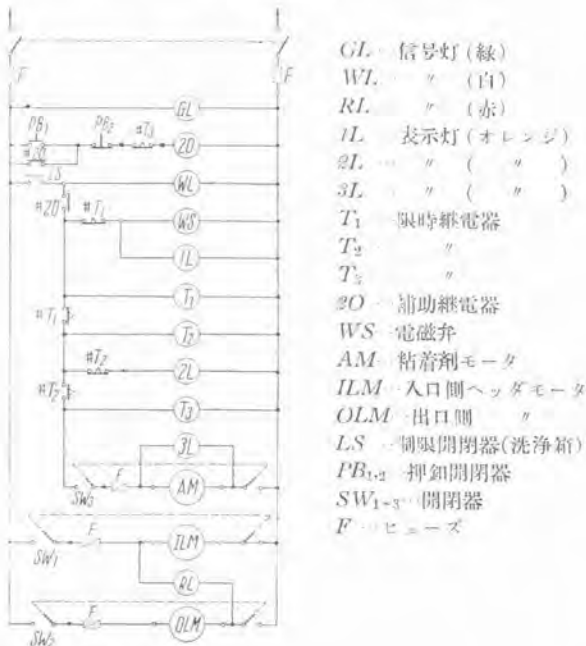 F
F
GL
PB₁
PB₂
#T₃
20
#20
LS
WL
#20
#T₁
WS
1L
T₁
#T₁
T₂
#T₂
2L
#T₂
T₃
3L
SW₃
F
AM
SW₁
F
ILM
RL
SW₂
F
OLM
GL 信号灯(緑)
WL 〃 (白)
RL 〃 (赤)
1L 表示灯(オレンジ)
2L … 〃 ( 〃 )
3L 〃 ( 〃 )
T₁ 限時継電器
T₂ 〃
T₃ 〃
20 補助継電器
WS…電磁弁
AM…粘着剤モータ
ILM…入口側ヘッダモータ
OLM…出口側 〃
LS …制限開閉器(洗浄箱)
PB₁.₂…押釦開閉器
SW₁~₃…開閉器
F …ヒューズ